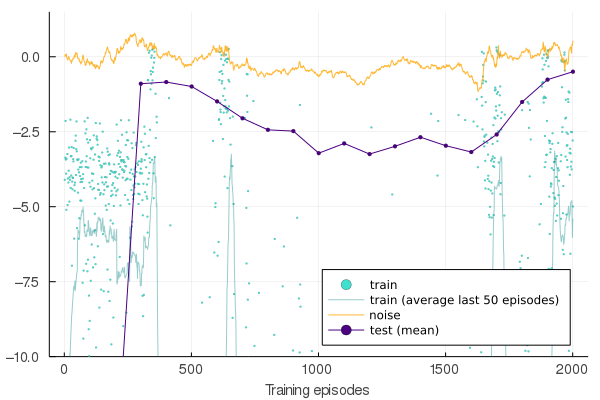 0.0
−2.5
−5.0
−7.5
−10.0
0
500
1000
1500
2000
Training episodes
train
train (average last 50 episodes)
noise
test (mean)